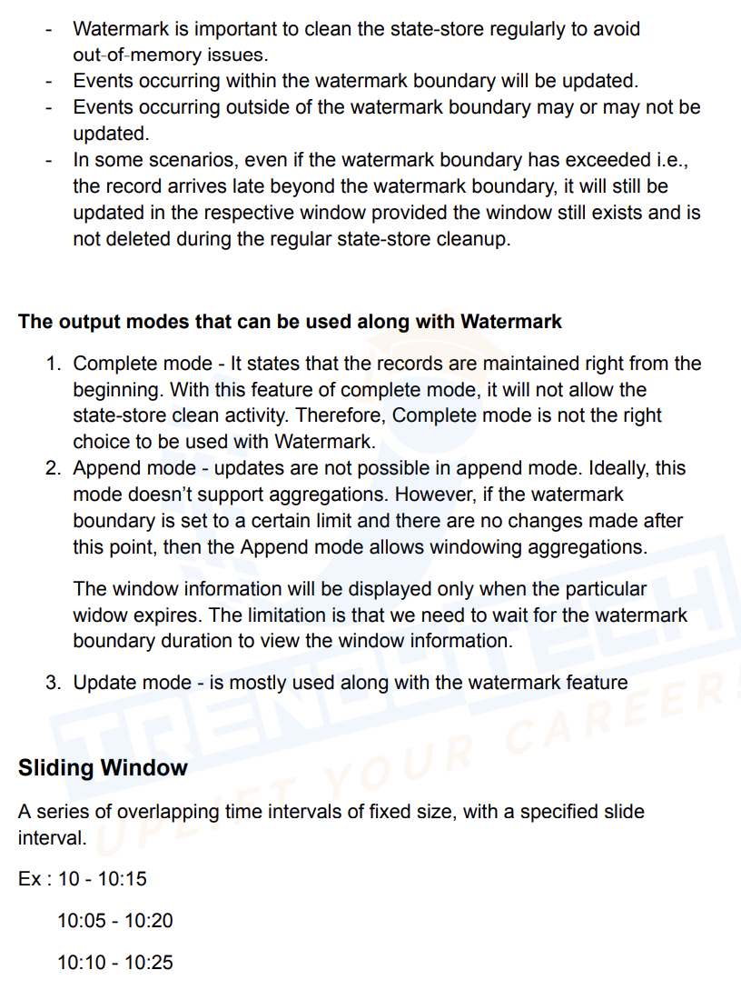 - Watermark is important to clean the state-store regularly to avoid
out-of-memory issues.
- Events occurring within the watermark boundary will be updated.
- Events occurring outside of the watermark boundary may or may not be
updated.
- In some scenarios, even if the watermark boundary has exceeded i.e.,
the record arrives late beyond the watermark boundary, it will still be
updated in the respective window provided the window still exists and is
not deleted during the regular state-store cleanup.
The output modes that can be used along with Watermark
1. Complete mode - It states that the records are maintained right from the
beginning. With this feature of complete mode, it will not allow the
state-store clean activity. Therefore, Complete mode is not the right
choice to be used with Watermark.
2. Append mode - updates are not possible in append mode. Ideally, this
mode doesn’t support aggregations. However, if the watermark
boundary is set to a certain limit and there are no changes made after
this point, then the Append mode allows windowing aggregations.
The window information will be displayed only when the particular
widow expires. The limitation is that we need to wait for the watermark
boundary duration to view the window information.
3. Update mode - is mostly used along with the watermark feature
TRENDYTECH
UPLIFT YOUR CAREER!
Sliding Window
A series of overlapping time intervals of fixed size, with a specified slide
interval.
Ex : 10 - 10:15
10:05 - 10:20
10:10 - 10:25